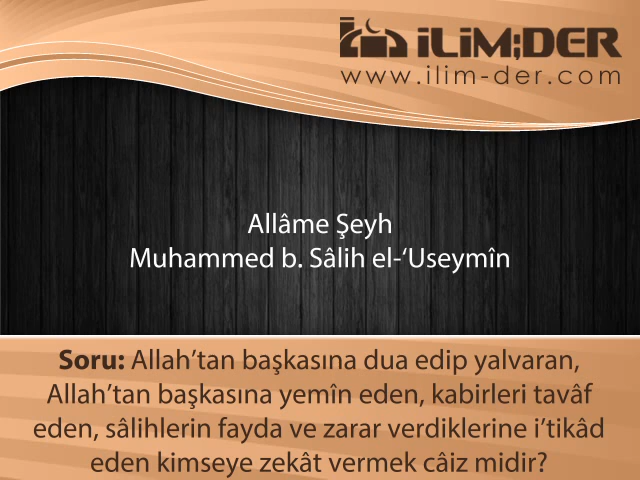 İLİM;DER
www.ilim-der.com
Allâme Şeyh
Muhammed b. Sâlih el-‘Useymîn
Soru: Allah’tan başkasına dua edip yalvaran,
Allah’tan başkasına yemîn eden, kabirleri tavâf
eden, sâlihlerin fayda ve zarar verdiklerine i’tikâd
eden kimseye zekât vermek câiz midir?